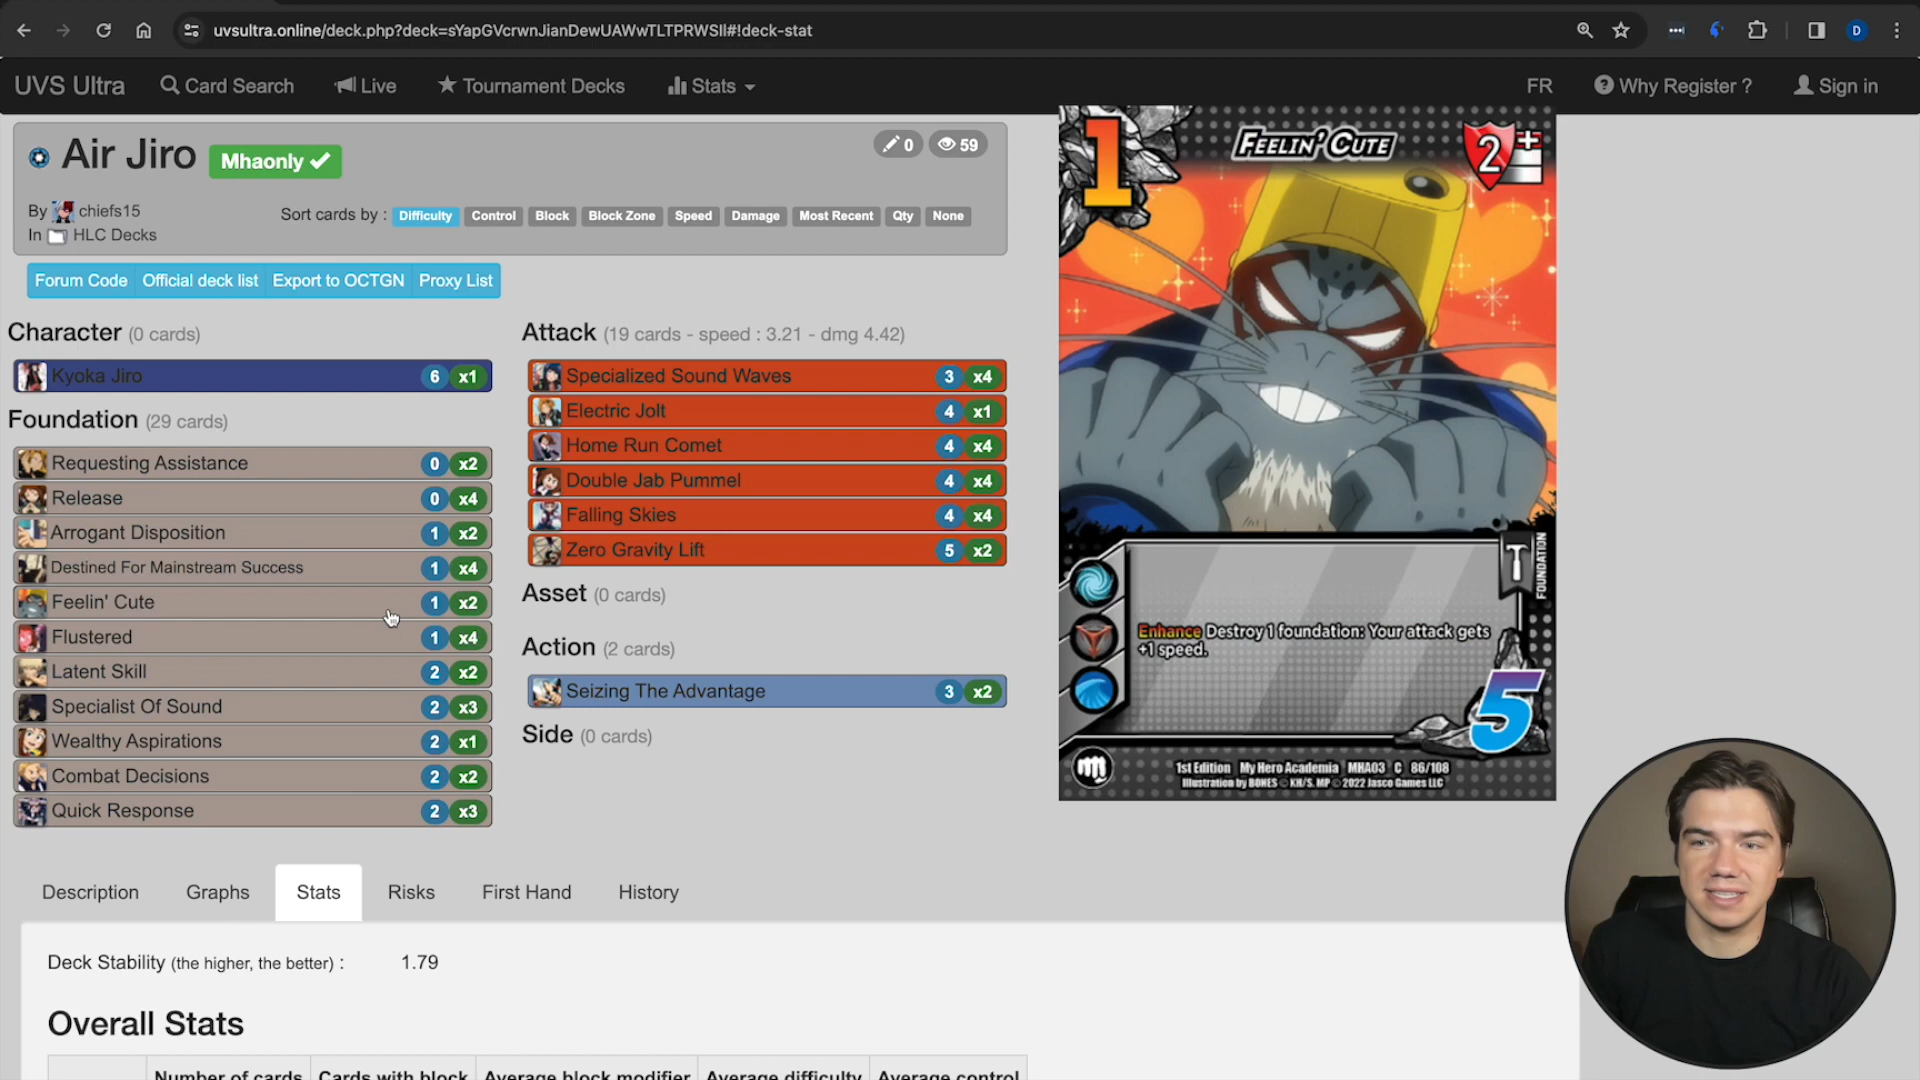 uvsultra.online/deck.php?deck=sYapGVcrwnJianDewUAWwTLTPRWSIl#!deck-stat
D
UVS Ultra
Card Search
Live
Tournament Decks
Stats
FR
Why Register ?
Sign in
Air Jiro
Mhaonly
0
59
By chiefs15
In HLC Decks
Sort cards by : Difficulty Control Block Block Zone Speed Damage Most Recent Qty None
Forum Code Official deck list Export to OCTGN Proxy List
Character (0 cards)
Kyoka Jiro 6 x1
Foundation (29 cards)
Requesting Assistance 0 x2
Release 0 x4
Arrogant Disposition 1 x2
Destined For Mainstream Success 1 x4
Feelin' Cute 1 x2
Flustered 1 x4
Latent Skill 2 x2
Specialist Of Sound 2 x3
Wealthy Aspirations 2 x1
Combat Decisions 2 x2
Quick Response 2 x3
Attack (19 cards - speed : 3.21 - dmg 4.42)
Specialized Sound Waves 3 x4
Electric Jolt 4 x1
Home Run Comet 4 x4
Double Jab Pummel 4 x4
Falling Skies 4 x4
Zero Gravity Lift 5 x2
Asset (0 cards)
Action (2 cards)
Seizing The Advantage 3 x2
Side (0 cards)
1
FEELIN' CUTE
2+
FOUNDATION
Enhance Destroy 1 foundation: Your attack gets
+1 speed.
5
1st Edition My Hero Academia MHA03 C 86/108
Illustration by BONES © KH/S, MP © 2022 Jasco Games LLC
Description
Graphs
Stats
Risks
First Hand
History
Deck Stability (the higher, the better) : 1.79
Overall Stats
Number of cards Cards with block Average block modifier Average difficulty Average control